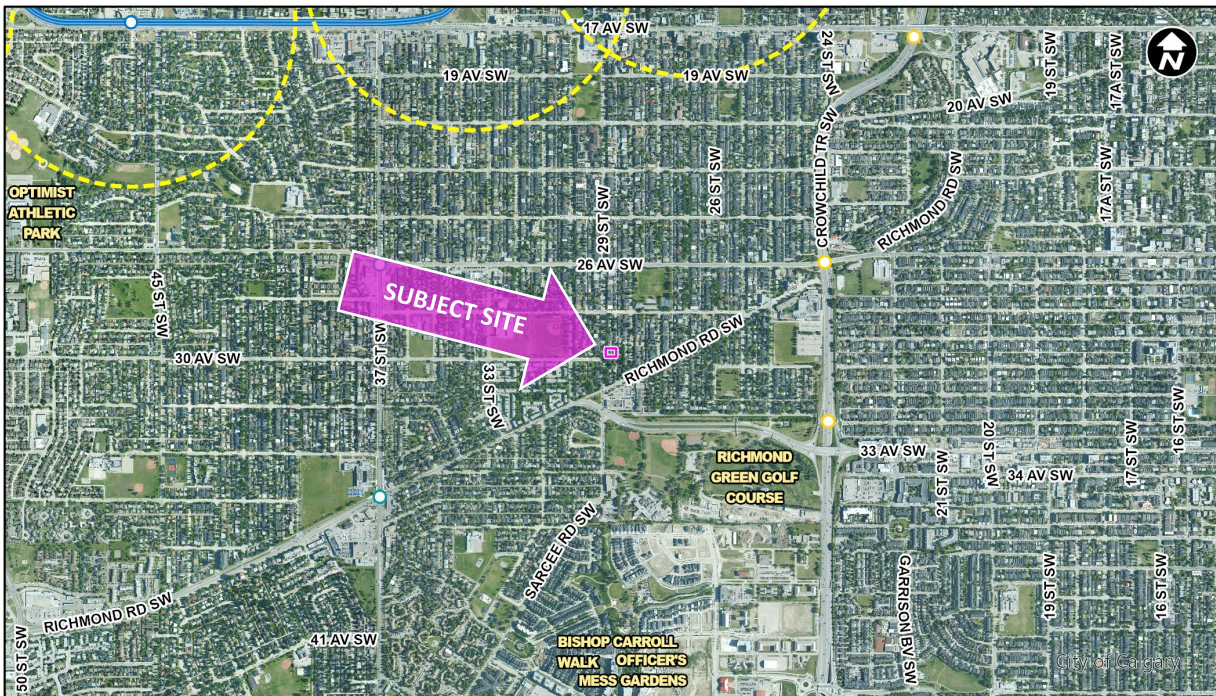 17 AV SW
19 AV SW
19 AV SW
24 ST SW
20 AV SW
19 ST SW
17A ST SW
N
OPTIMIST
ATHLETIC
PARK
29 ST SW
26 ST SW
CROWCHILD TR SW
RICHMOND RD SW
17A ST SW
26 AV SW
45 ST SW
SUBJECT SITE
30 AV SW
37 ST SW
33 ST SW
RICHMOND RD SW
RICHMOND
GREEN GOLF
COURSE
33 AV SW
21 ST SW
20 ST SW
34 AV SW
17 ST SW
16 ST SW
SARCEE RD SW
RICHMOND RD SW
50 ST SW
41 AV SW
BISHOP CARROLL
WALK
OFFICER'S
MESS GARDENS
GARRISON BV SW
19 ST SW
16 ST SW
City of Calgary